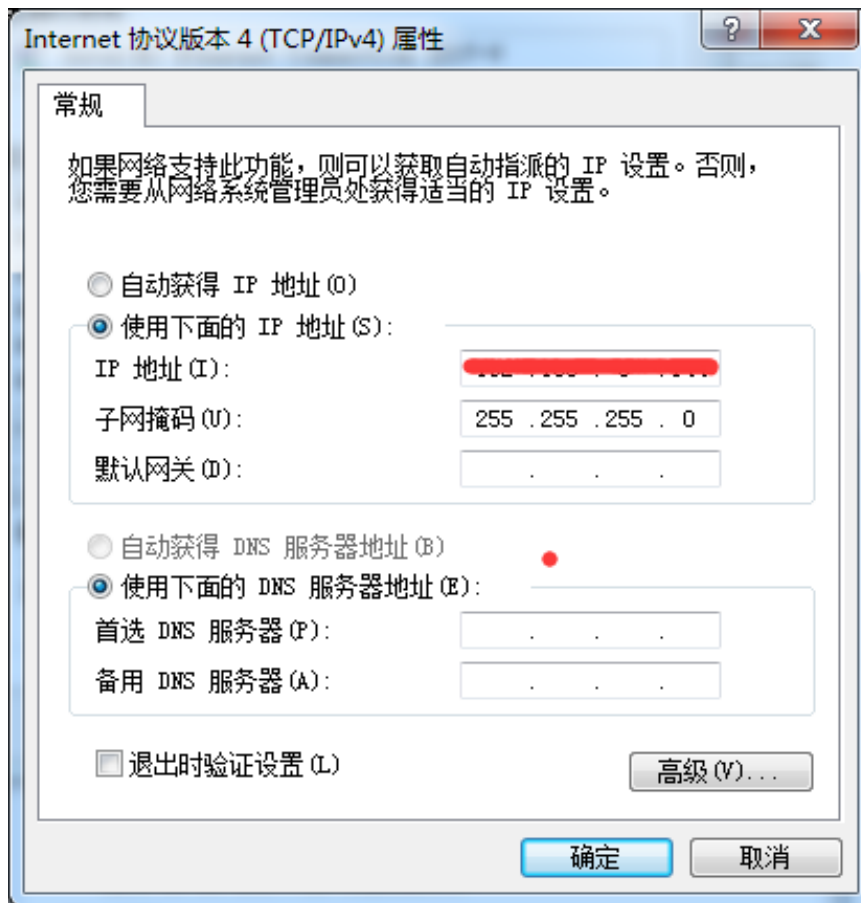 Internet 协议版本 4 (TCP/IPv4) 属性
常规
如果网络支持此功能，则可以获取自动指派的 IP 设置。否则，
您需要从网络系统管理员处获得适当的 IP 设置。
自动获得 IP 地址(O)
使用下面的 IP 地址(S):
IP 地址(I):
子网掩码(U): 255 .255 .255 . 0
默认网关(D): . . .
自动获得 DNS 服务器地址(B)
使用下面的 DNS 服务器地址(E):
首选 DNS 服务器(P): . . .
备用 DNS 服务器(A): . . .
退出时验证设置(L)
高级(V)...
确定 取消